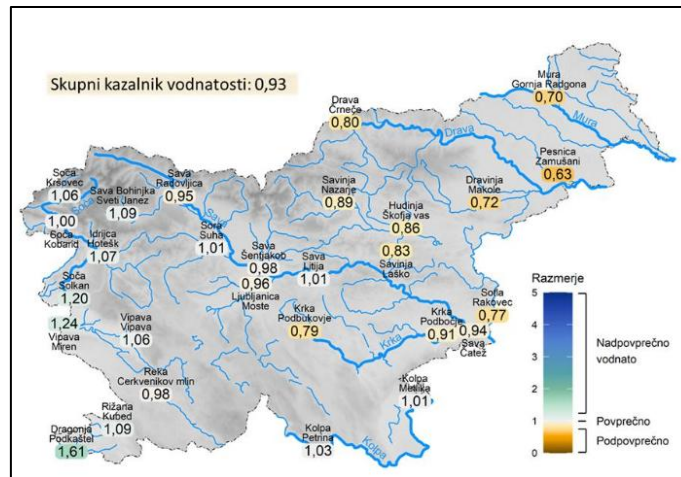 Skupni kazalnik vodnatosti: 0,93
Mura
Gornja Radgona
0,70
Mura
Drava
Črneče
0,80
Drava
Pesnica
Zamušani
0,63
Soča
Kršovec
1,06
Sava Bohinjka
Sveti Janez
1,09
Sava
Radovljica
0,95
Savinja
Nazarje
0,89
Dravinja
Makole
0,72
Hudinja
Škofja vas
0,86
1,00
Soča
Kobarid
Idrijca
Hotešk
1,07
Sora
Suha
1,01
Sava
Sava
Šentjakob
0,98
0,96
Ljubljanica
Moste
Sava
Litija
1,01
0,83
Savinja
Laško
Soča
Solkan
1,20
1,24
Vipava
Miren
Vipava
Vipava
1,06
Krka
Podbukovje
0,79
Krka
Krka
Podbočje
0,91
0,94
Sava
Čatež
Sotla
Rakovec
0,77
Reka
Cerkvenikov mlin
0,98
Kolpa
Metlika
1,01
Rižana
Kubed
1,09
Dragonja
Podkaštel
1,61
Kolpa
Petrina
1,03
Kolpa
Razmerje
5
4
3
2
1
0
Nadpovprečno
vodnato
Povprečno
Podpovprečno